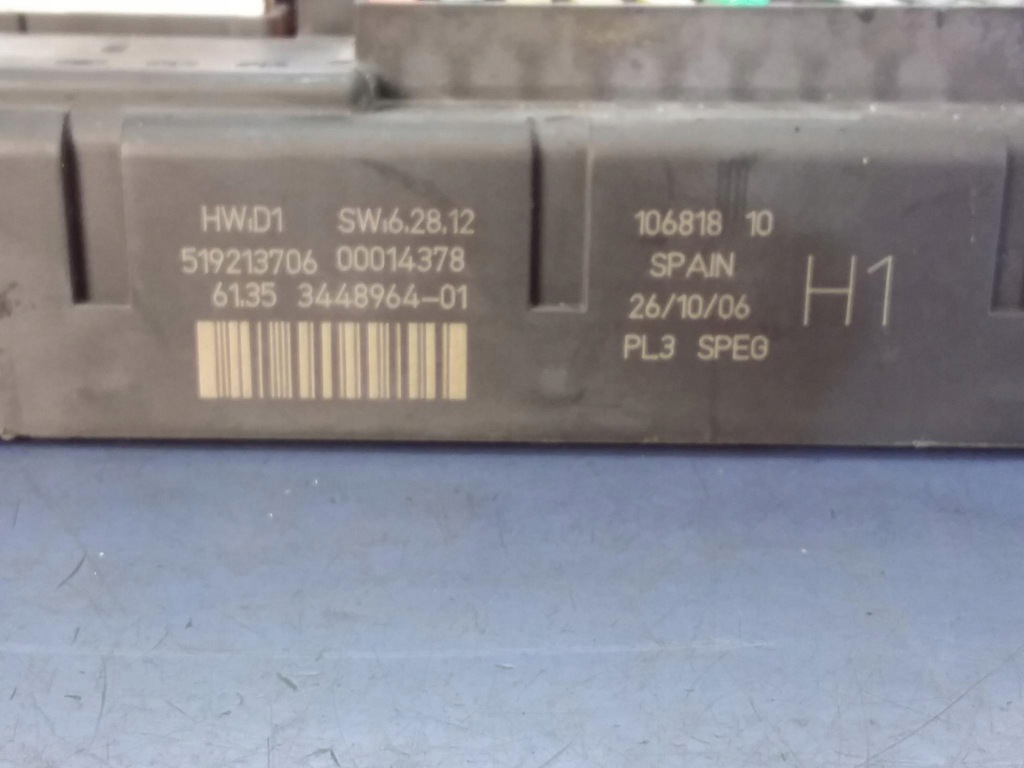 HW:D1 SW:6.28.12
519213706 00014378
61.35 3448964-01
106818 10
SPAIN
26/10/06
PL3 SPEG
H1